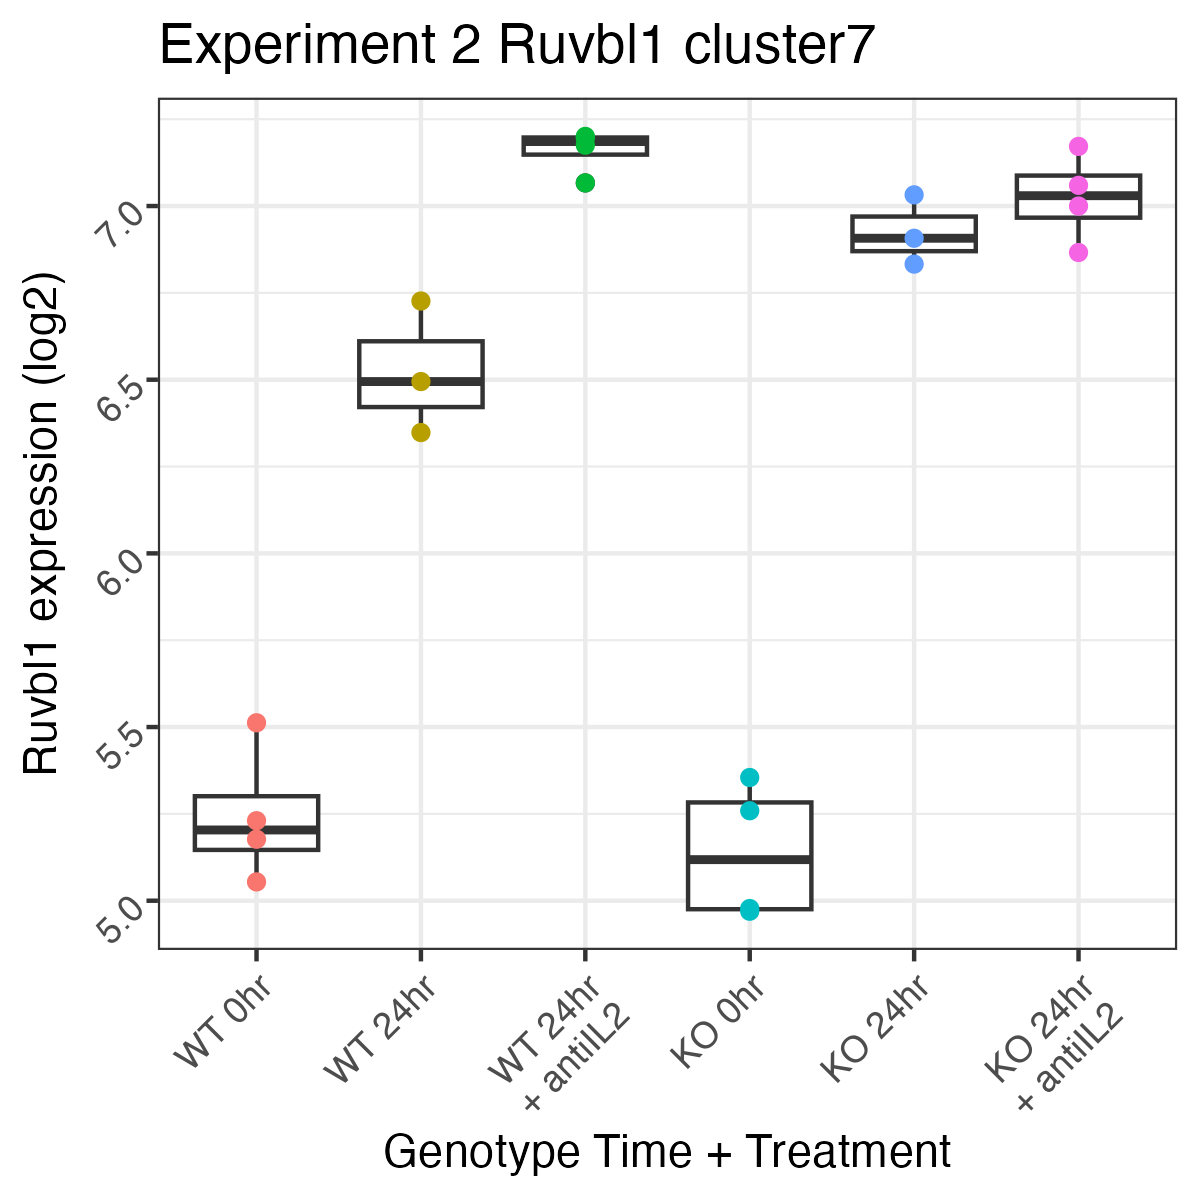 Experiment 2 Ruvbl1 cluster7
Ruvbl1 expression (log2)
7.0
6.5
6.0
5.5
5.0
WT 0hr
WT 24hr
WT 24hr
+ antiIL2
KO 0hr
KO 24hr
KO 24hr
+ antiIL2
Genotype Time + Treatment